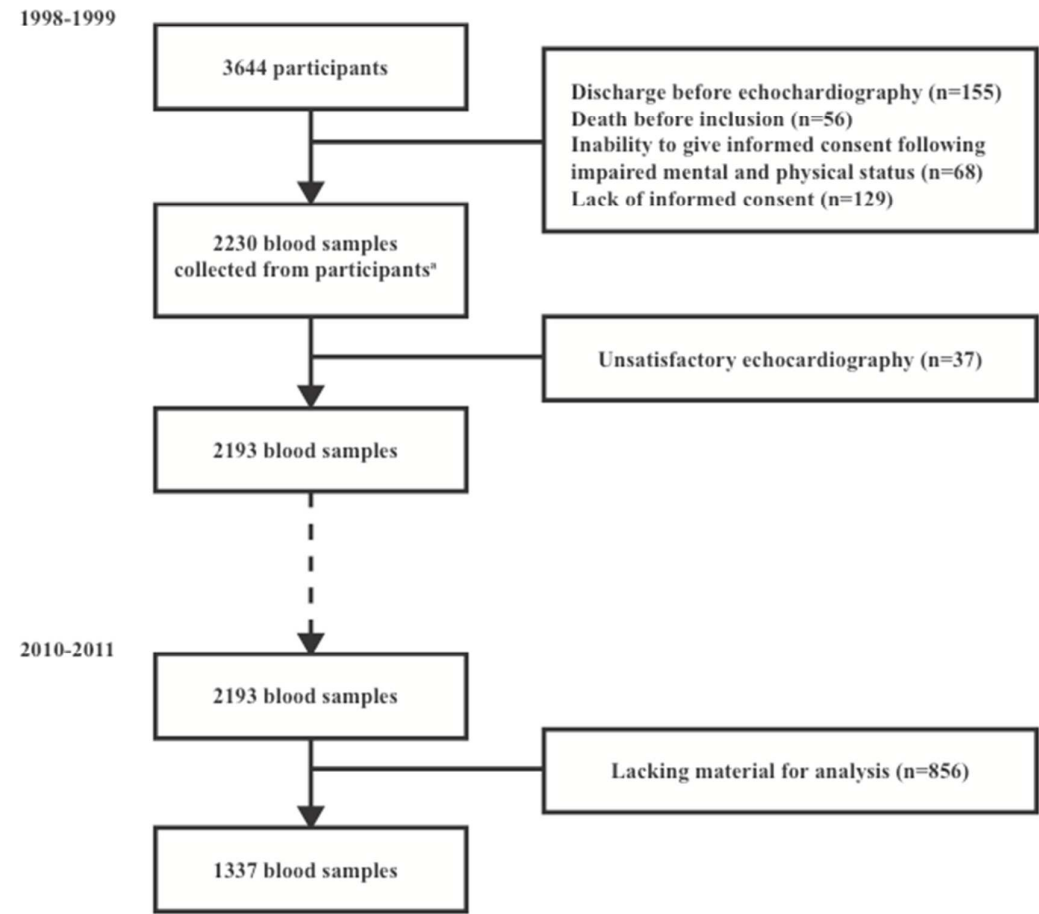 1998-1999
3644 participants
Discharge before echochardiography (n=155)
Death before inclusion (n=56)
Inability to give informed consent following
impaired mental and physical status (n=68)
Lack of informed consent (n=129)
2230 blood samples
collected from participantsª
Unsatisfactory echocardiography (n=37)
2193 blood samples
2010-2011
2193 blood samples
Lacking material for analysis (n=856)
1337 blood samples